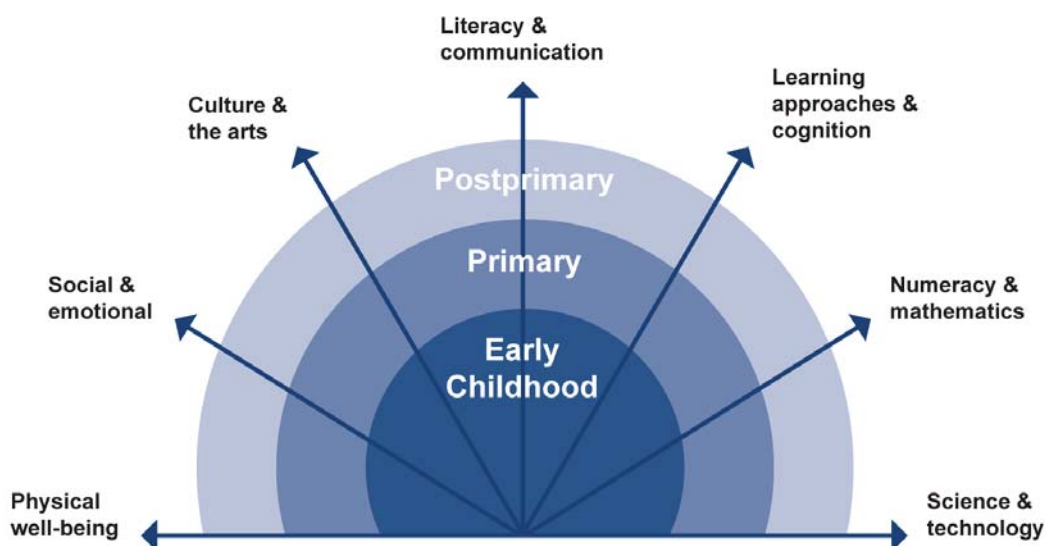 Literacy &
communication
Culture &
the arts
Learning
approaches &
cognition
Postprimary
Primary
Social &
emotional
Numeracy &
mathematics
Early
Childhood
Physical
well-being
Science &
technology